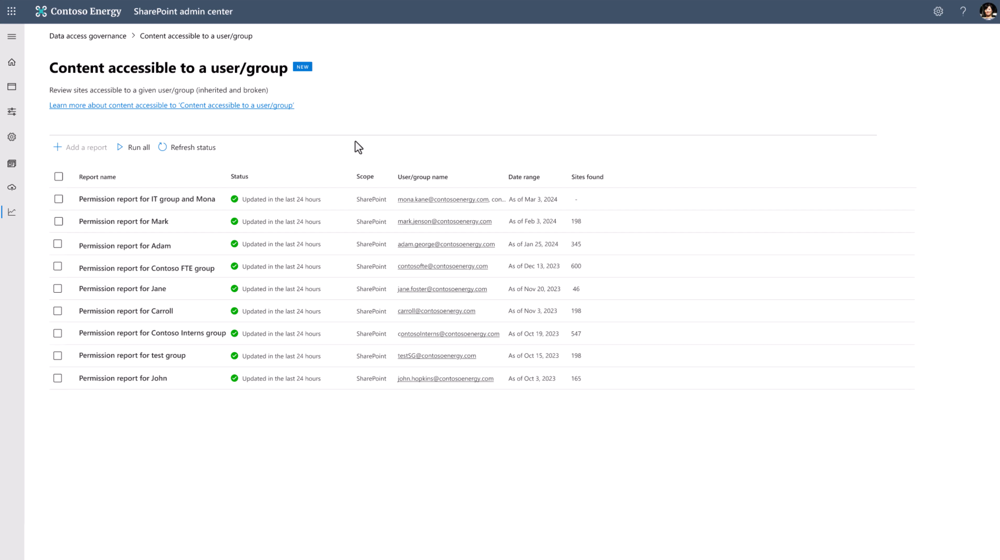 Contoso Energy SharePoint admin center ?
Data access governance > Content accessible to a user/group
Content accessible to a user/group NEW
Review sites accessible to a given user/group (inherited and broken)
Learn more about content accessible to 'Content accessible to a user/group'
Add a report Run all Refresh status
Report name Status Scope User/group name Date range Sites found
Permission report for IT group and Mona Updated in the last 24 hours SharePoint mona.kane@contosoenergy.com, con... As of Mar 3, 2024 -
Permission report for Mark Updated in the last 24 hours SharePoint mark.jenson@contosoenergy.com As of Feb 3, 2024 198
Permission report for Adam Updated in the last 24 hours SharePoint adam.george@contosoenergy.com As of Jan 25, 2024 345
Permission report for Contoso FTE group Updated in the last 24 hours SharePoint contosofte@contosoenergy.com As of Dec 13, 2023 600
Permission report for Jane Updated in the last 24 hours SharePoint jane.foster@contosoenergy.com As of Nov 20, 2023 46
Permission report for Carroll Updated in the last 24 hours SharePoint carroll@contosoenergy.com As of Nov 3, 2023 198
Permission report for Contoso Interns group Updated in the last 24 hours SharePoint contosoInterns@contosoenergy.com As of Oct 19, 2023 547
Permission report for test group Updated in the last 24 hours SharePoint testSG@contosoenergy.com As of Oct 15, 2023 198
Permission report for John Updated in the last 24 hours SharePoint john.hopkins@contosoenergy.com As of Oct 3, 2023 165